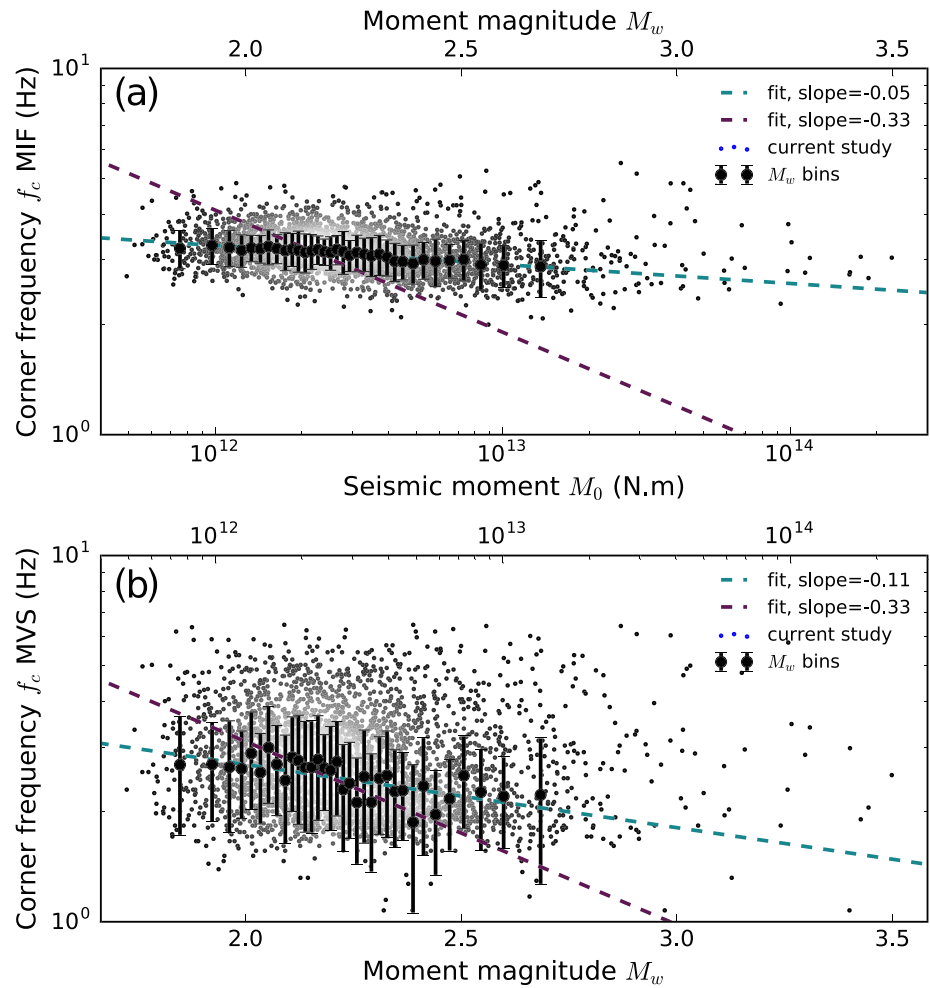 Moment magnitude M_w
2.0 2.5 3.0 3.5
(a)
10^1
10^0
Corner frequency f_c MIF (Hz)
fit, slope=-0.05
fit, slope=-0.33
current study
M_w bins
10^12 10^13 10^14
Seismic moment M_0 (N.m)
10^12 10^13 10^14
(b)
10^1
10^0
Corner frequency f_c MVS (Hz)
fit, slope=-0.11
fit, slope=-0.33
current study
M_w bins
2.0 2.5 3.0 3.5
Moment magnitude M_w